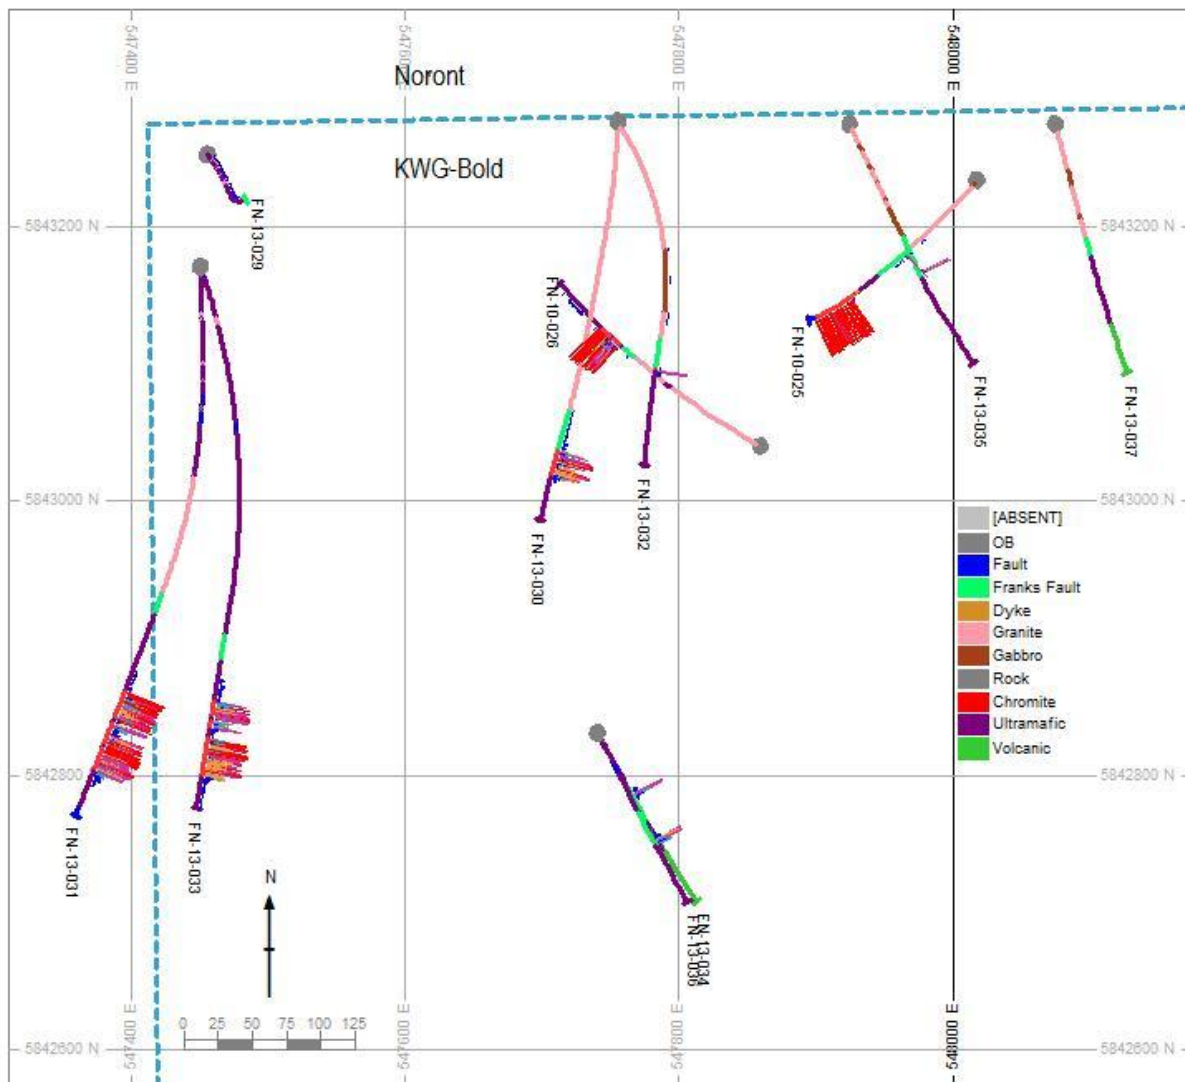 547400 E
547600 E
547800 E
548000 E
Noront
KWG-Bold
5843200 N
5843200 N
FN-13-029
FN-10-026
FN-10-025
FN-13-035
FN-13-037
5843000 N
5843000 N
FN-13-032
FN-13-030
[ABSENT]
OB
Fault
Franks Fault
Dyke
Granite
Gabbro
Rock
Chromite
Ultramafic
Volcanic
5842800 N
5842800 N
FN-13-031
FN-13-033
N
FN-13-034
FN-13-036
0 25 50 75 100 125
547400 E
547600 E
547800 E
548000 E
5842600 N
5842600 N